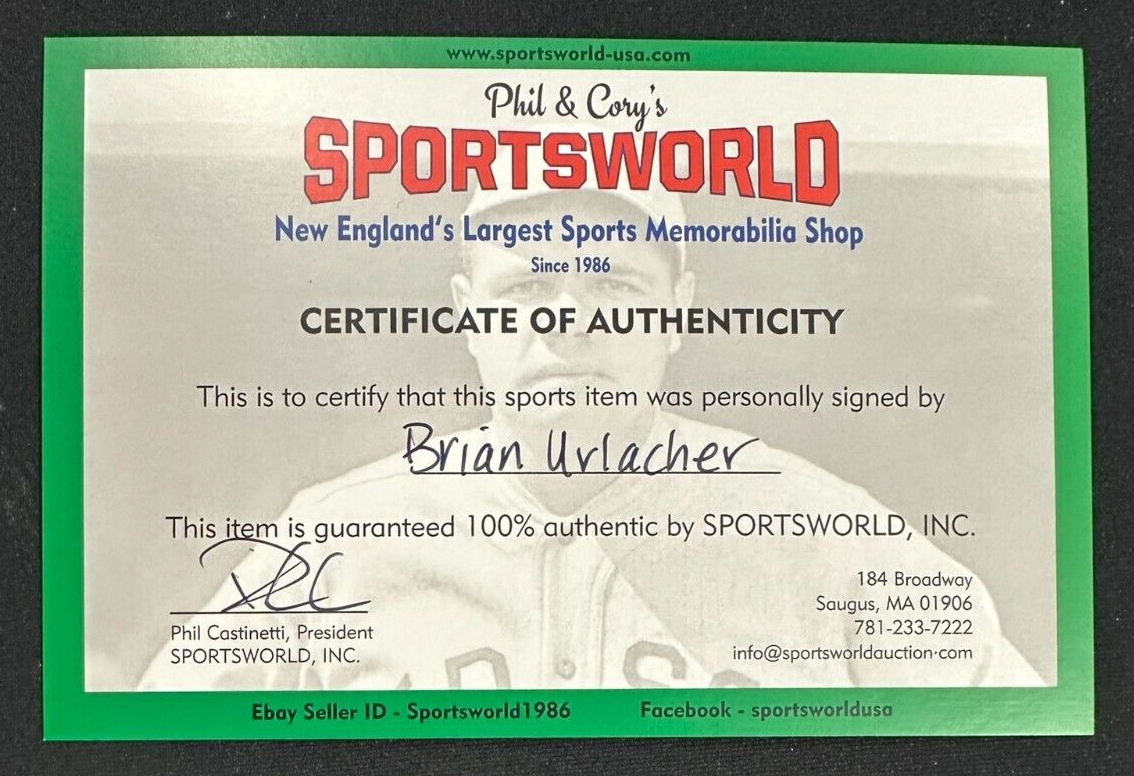 www.sportsworld-usa.com
Phil & Cory's
SPORTSWORLD
New England's Largest Sports Memorabilia Shop
Since 1986
CERTIFICATE OF AUTHENTICITY
This is to certify that this sports item was personally signed by
Brian Urlacher
This item is guaranteed 100% authentic by SPORTSWORLD, INC.
184 Broadway
Saugus, MA 01906
781-233-7222
info@sportsworldauction.com
Phil Castinetti, President
SPORTSWORLD, INC.
Ebay Seller ID - Sportsworld1986 Facebook - sportsworldusa